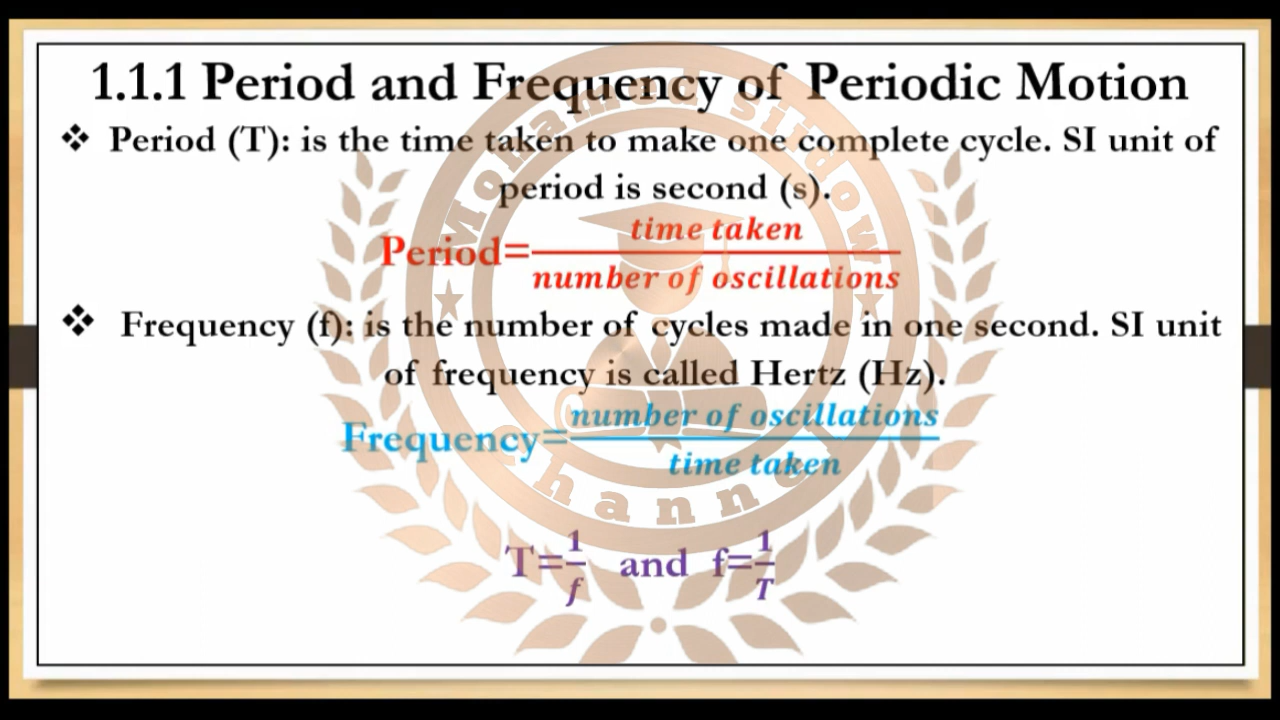 1.1.1 Period and Frequency of Periodic Motion
❖ Period (T): is the time taken to make one complete cycle. SI unit of
period is second (s).
Period=time taken/number of oscillations
❖ Frequency (f): is the number of cycles made in one second. SI unit
of frequency is called Hertz (Hz).
Frequency=number of oscillations/time taken
T=1/f and f=1/T
Mohamed Siidow
Channel